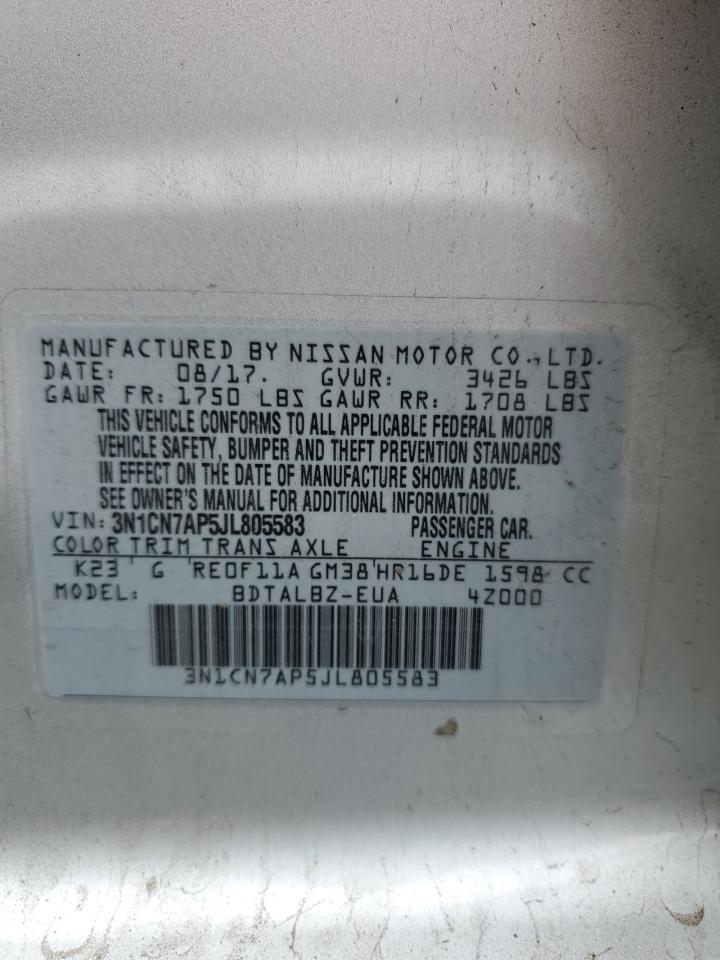 MANUFACTURED BY NISSAN MOTOR CO.,LTD.
DATE: 08/17. GVWR: 3426 LBS
GAWR FR: 1750 LBS GAWR RR: 1708 LBS
THIS VEHICLE CONFORMS TO ALL APPLICABLE FEDERAL MOTOR
VEHICLE SAFETY, BUMPER AND THEFT PREVENTION STANDARDS
IN EFFECT ON THE DATE OF MANUFACTURE SHOWN ABOVE.
SEE OWNER'S MANUAL FOR ADDITIONAL INFORMATION.
VIN: 3N1CN7AP5JL805583 PASSENGER CAR.
COLOR TRIM TRANS AXLE ENGINE
K23 G RE0F11A GM38 HR16DE 1598 CC
MODEL: BDTALBZ-EUA 4Z000
3N1CN7AP5JL805583